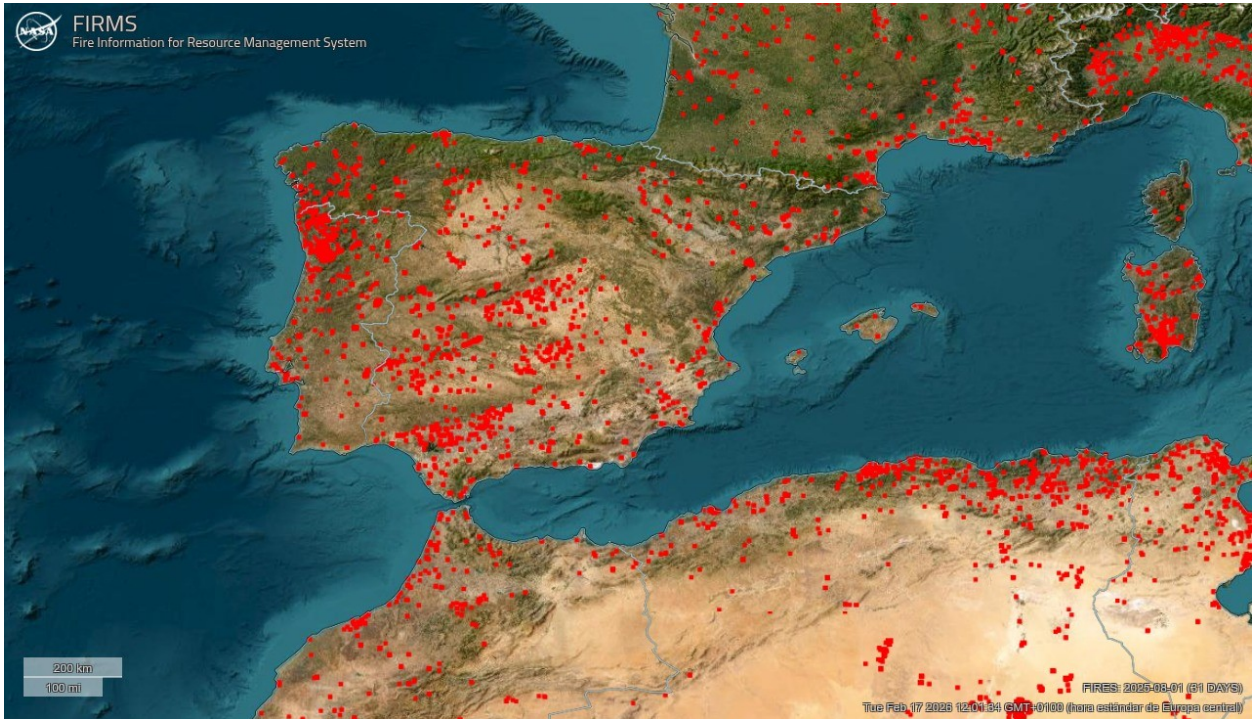 NASA
FIRMS
Fire Information for Resource Management System
200 km
100 mi
FIRES: 2025-08-01 (31 DAYS)
Tue Feb 17 2026 12:01:34 GMT+0100 (hora estándar de Europa central)